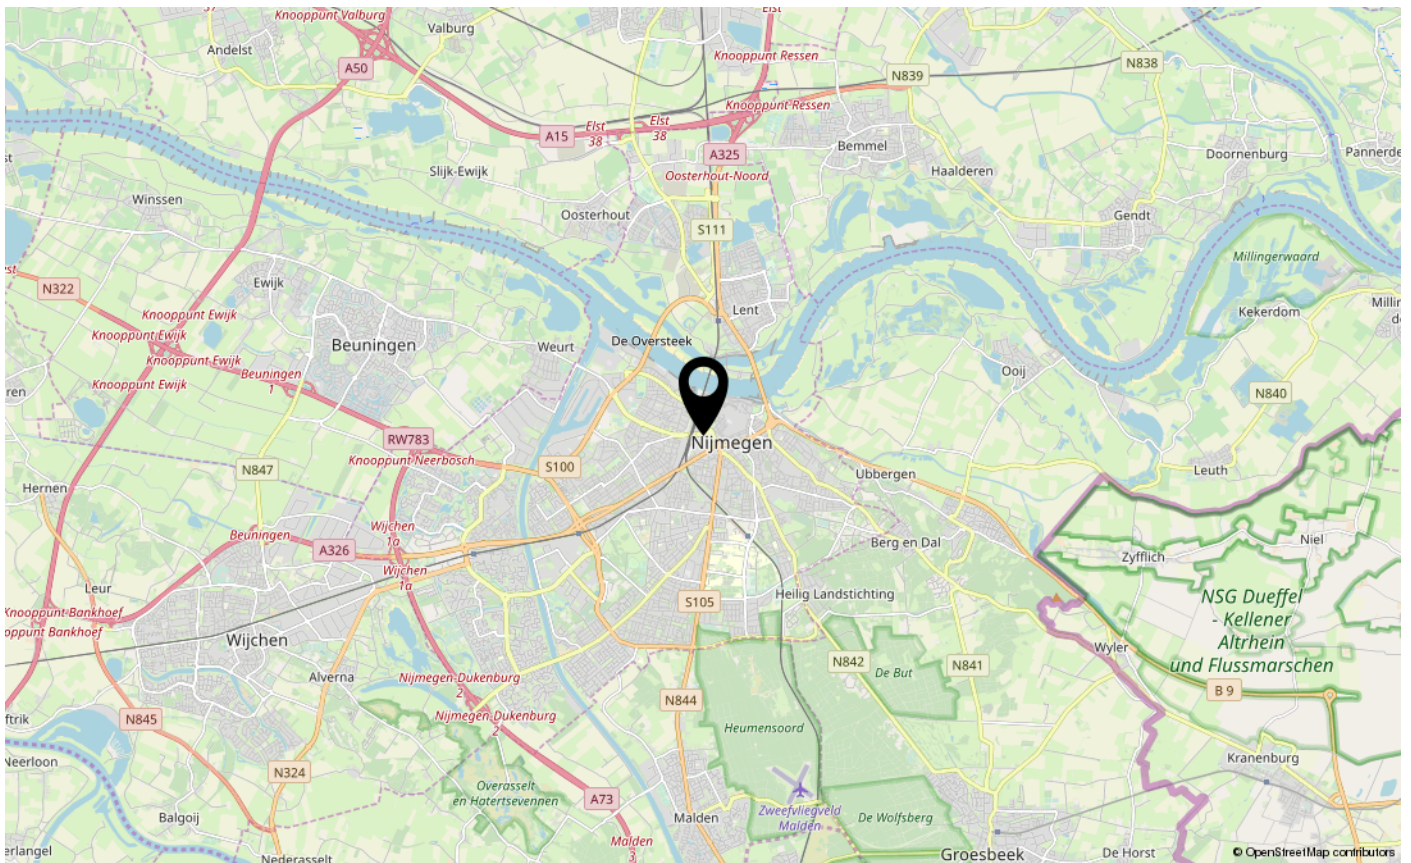 Knooppunt Valburg
Elst
Valburg
Andelst
Knooppunt Ressen
N838
A50
N839
Knooppunt Ressen
Elst
38
Elst
38
A15
Bemmel
A325
Doornenburg
Slijk-Ewijk
Oosterhout-Noord
Haalderen
Winssen
Oosterhout
Gendt
S111
Millingerwaard
Ewijk
N322
Lent
Kekerdom
Knooppunt Ewijk
Knooppunt Ewijk
Beuningen
Weurt
De Oversteek
Knooppunt Ewijk
Beuningen
1
Knooppunt Ewijk
Ooij
N840
RW783
Nijmegen
Knooppunt-Neerbosch
S100
N847
Ubbergen
Leuth
Hernen
Wijchen
1a
Beuningen
A326
Berg en Dal
Zyfflich
Niel
Wijchen
1a
Leur
Heilig Landstichting
S105
NSG Dueffel
- Kellener
Altrhein
und Flussmarschen
Knooppunt-Bankhoef
oppunt Bankhoef
Wijchen
Wyler
N842
N841
De But
Alverna
Nijmegen-Dukenburg
2
B 9
N844
N845
Nijmegen-Dukenburg
2
ftrik
Heumensoord
Neerloon
Kranenburg
N324
Overasselt
en Hatertsevennen
A73
Zweefvliegveld
Malden
Balgoij
Malden
De Wolfsberg
Malden
3
erlangel
Nederasselt
Groesbeek
De Horst
© OpenStreetMap contributors